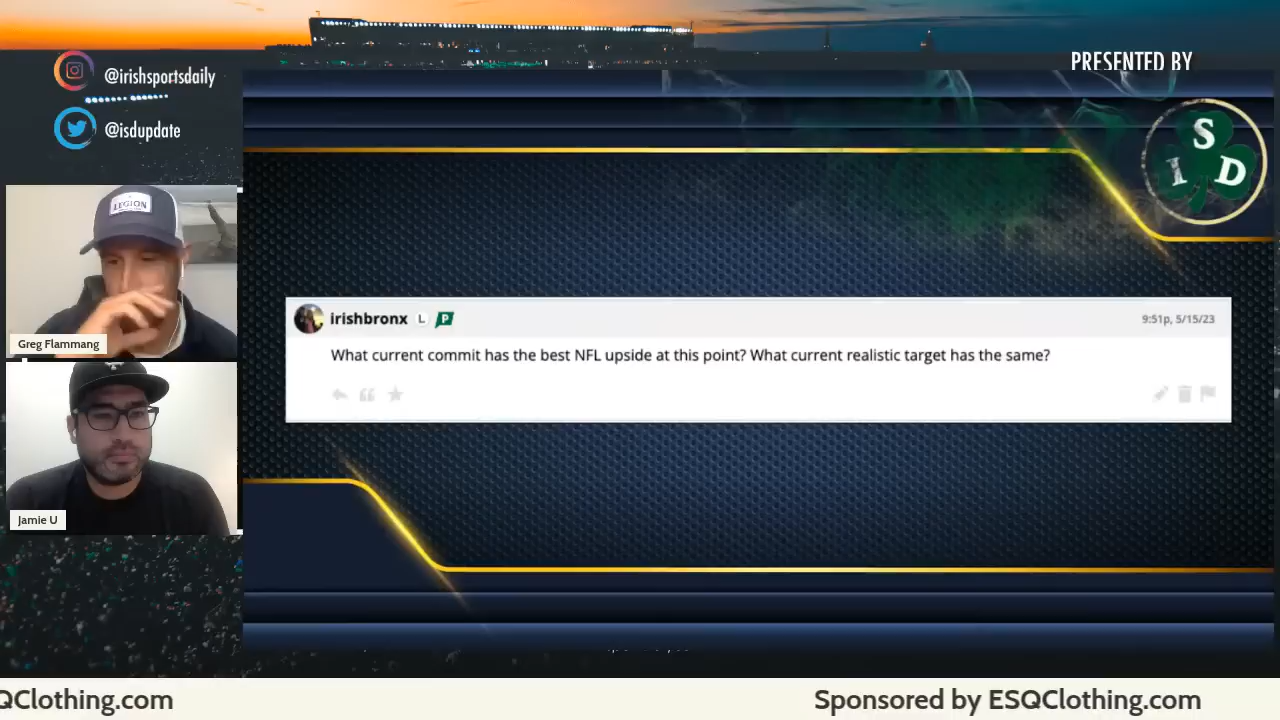 @irishsportsdaily
@isdupdate
PRESENTED BY
I S D
LEGION
Greg Flammang
Jamie U
irishbronx L P
9:51p, 5/15/23
What current commit has the best NFL upside at this point? What current realistic target has the same?
QClothing.com
Sponsored by ESQClothing.com